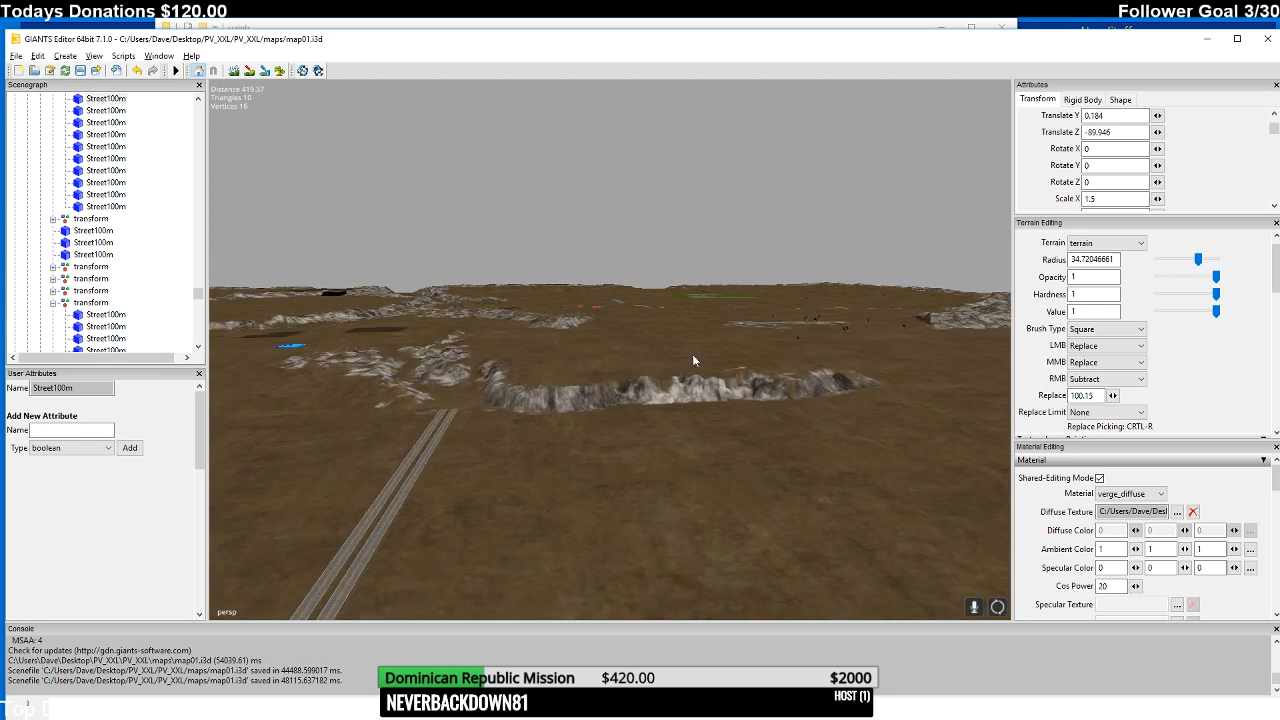 Todays Donations $120.00
Follower Goal 3/30
scripts
GIANTS Editor 64bit 7.1.0 - C:/Users/Dave/Desktop/PV_XXL/PV_XXL/maps/map01.i3d
File Edit Create View Scripts Window Help
Scenegraph
Street100m
Street100m
Street100m
Street100m
Street100m
Street100m
Street100m
Street100m
Street100m
Street100m
transform
Street100m
Street100m
Street100m
transform
transform
transform
transform
Street100m
Street100m
Street100m
Street100m
User Attributes
Name Street100m
Add New Attribute
Name
Type boolean Add
Distance 419.37
Triangles 10
Vertices 16
persp
Attributes
Transform Rigid Body Shape
Translate Y 0.184
Translate Z -89.946
Rotate X 0
Rotate Y 0
Rotate Z 0
Scale X 1.5
Terrain Editing
Terrain terrain
Radius 34.72046661
Opacity 1
Hardness 1
Value 1
Brush Type Square
LMB Replace
MMB Replace
RMB Subtract
Replace 100.15
Replace Limit None
Replace Picking: CRTL-R
Material Editing
Material
Shared-Editing Mode
Material verge_diffuse
Diffuse Texture C:/Users/Dave/Des ...
Diffuse Color 0 0 0 ...
Ambient Color 1 1 1 ...
Specular Color 0 0 0 ...
Cos Power 20
Specular Texture ...
Console
MSAA: 4
Check for updates (http://gdn.giants-software.com)
C:\Users\Dave\Desktop\PV_XXL\PV_XXL\maps\map01.i3d (54039.61) ms
Scenefile 'C:/Users/Dave/Desktop/PV_XXL/PV_XXL/maps/map01.i3d' saved in 44488.599017 ms.
Scenefile 'C:/Users/Dave/Desktop/PV_XXL/PV_XXL/maps/map01.i3d' saved in 48115.637182 ms.
Dominican Republic Mission $420.00 $2000
NEVERBACKDOWN81 HOST (1)
Top D